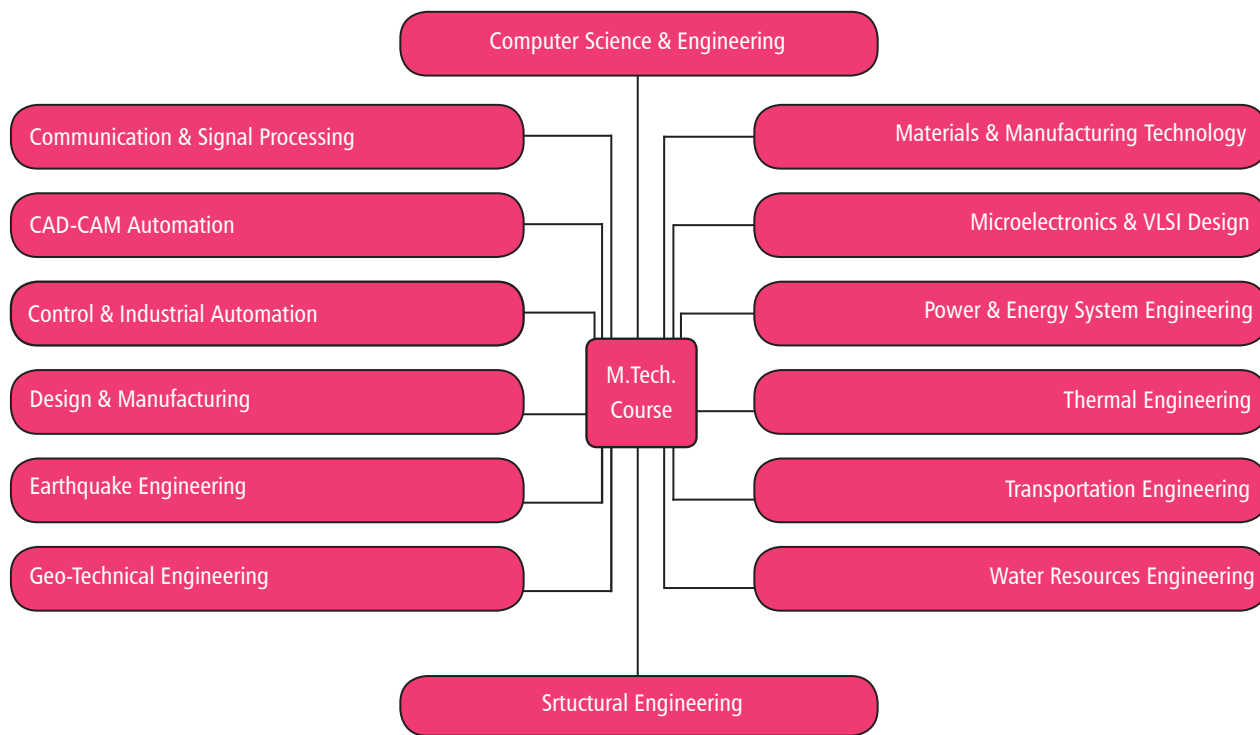 Computer Science & Engineering
Communication & Signal Processing
CAD-CAM Automation
Control & Industrial Automation
Design & Manufacturing
Earthquake Engineering
Geo-Technical Engineering
M.Tech.
Course
Materials & Manufacturing Technology
Microelectronics & VLSI Design
Power & Energy System Engineering
Thermal Engineering
Transportation Engineering
Water Resources Engineering
Srtuctural Engineering